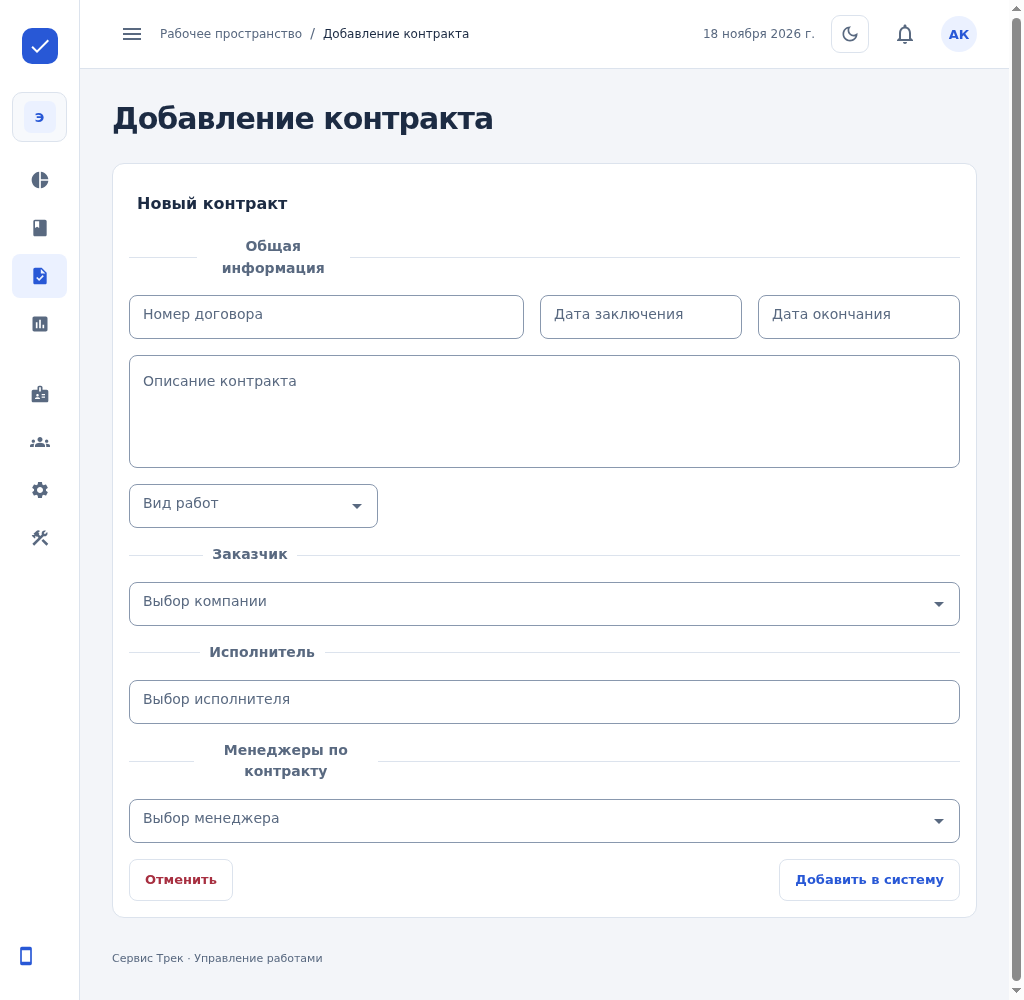 Рабочее пространство / Добавление контракта
18 ноября 2026 г.
АК
Э
Добавление контракта
Новый контракт
Общая
информация
Номер договора
Дата заключения
Дата окончания
Описание контракта
Вид работ
Заказчик
Выбор компании
Исполнитель
Выбор исполнителя
Менеджеры по
контракту
Выбор менеджера
Отменить
Добавить в систему
Сервис Трек · Управление работами